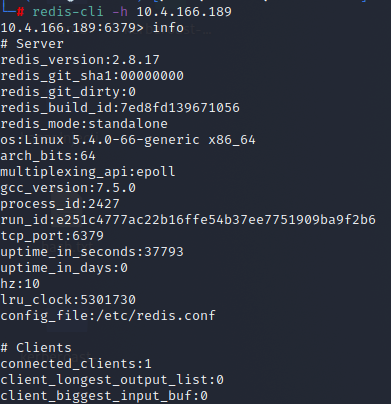 └─# redis-cli -h 10.4.166.189
10.4.166.189:6379> info
# Server
redis_version:2.8.17
redis_git_sha1:00000000
redis_git_dirty:0
redis_build_id:7ed8fd139671056
redis_mode:standalone
os:Linux 5.4.0-66-generic x86_64
arch_bits:64
multiplexing_api:epoll
gcc_version:7.5.0
process_id:2427
run_id:e251c4777ac22b16ffe54b37ee7751909ba9f2b6
tcp_port:6379
uptime_in_seconds:37793
uptime_in_days:0
hz:10
lru_clock:5301730
config_file:/etc/redis.conf
# Clients
connected_clients:1
client_longest_output_list:0
client_biggest_input_buf:0